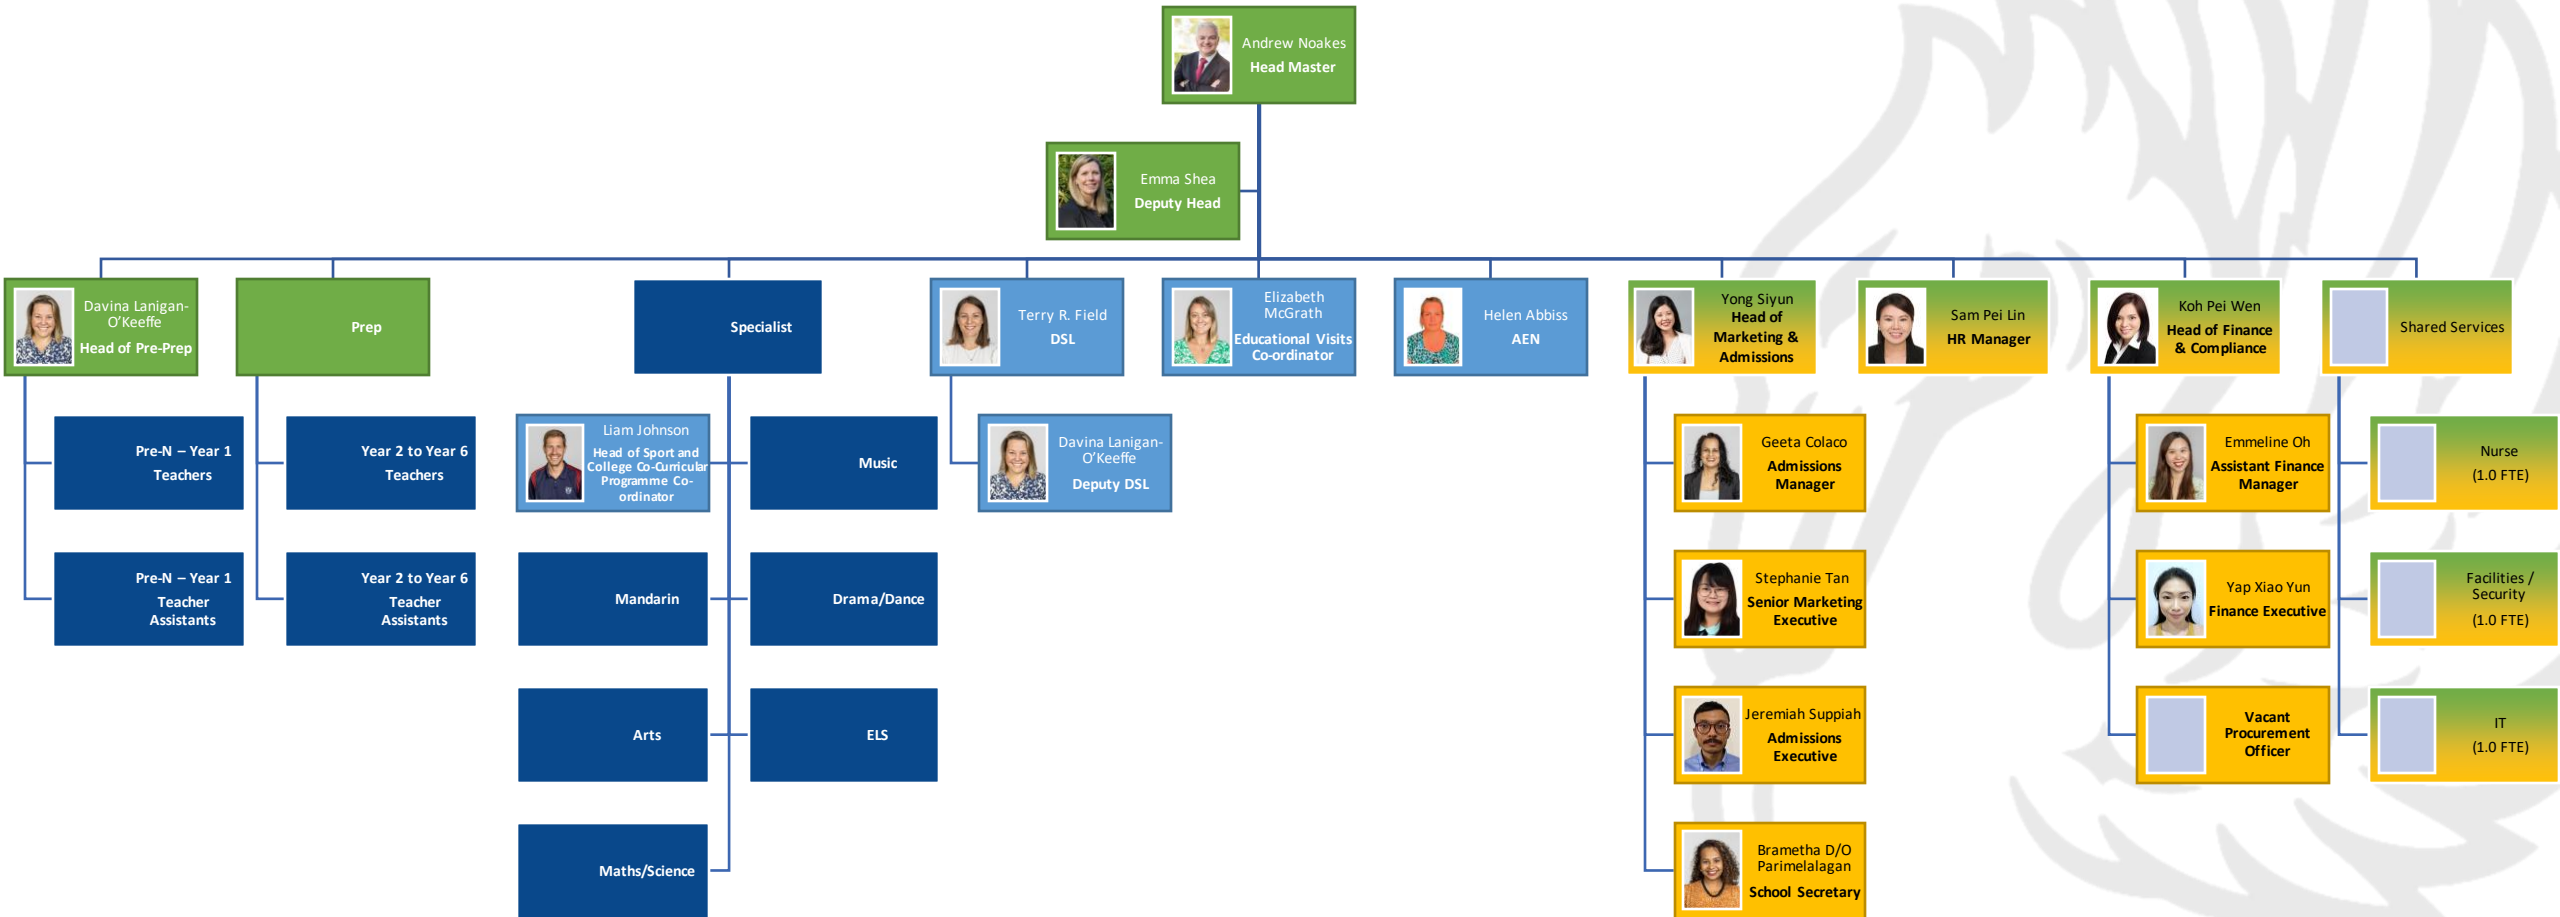 Andrew Noakes
Head Master
Emma Shea
Deputy Head
Davina Lanigan-
O’Keeffe
Head of Pre-Prep
Prep
Specialist
Terry R. Field
DSL
Elizabeth
McGrath
Educational Visits
Co-ordinator
Helen Abbiss
AEN
Yong Siyun
Head of
Marketing &
Admissions
Sam Pei Lin
HR Manager
Koh Pei Wen
Head of Finance
& Compliance
Shared Services
Pre-N – Year 1
Teachers
Year 2 to Year 6
Teachers
Liam Johnson
Head of Sport and
College Co-Curricular
Programme Co-
ordinator
Music
Davina Lanigan-
O’Keeffe
Deputy DSL
Geeta Colaco
Admissions
Manager
Emmeline Oh
Assistant Finance
Manager
Nurse
(1.0 FTE)
Pre-N – Year 1
Teacher
Assistants
Year 2 to Year 6
Teacher
Assistants
Mandarin
Drama/Dance
Stephanie Tan
Senior Marketing
Executive
Yap Xiao Yun
Finance Executive
Facilities /
Security
(1.0 FTE)
Arts
ELS
Jeremiah Suppiah
Admissions
Executive
Vacant
Procurement
Officer
IT
(1.0 FTE)
Maths/Science
Brametha D/O
Parimelalagan
School Secretary